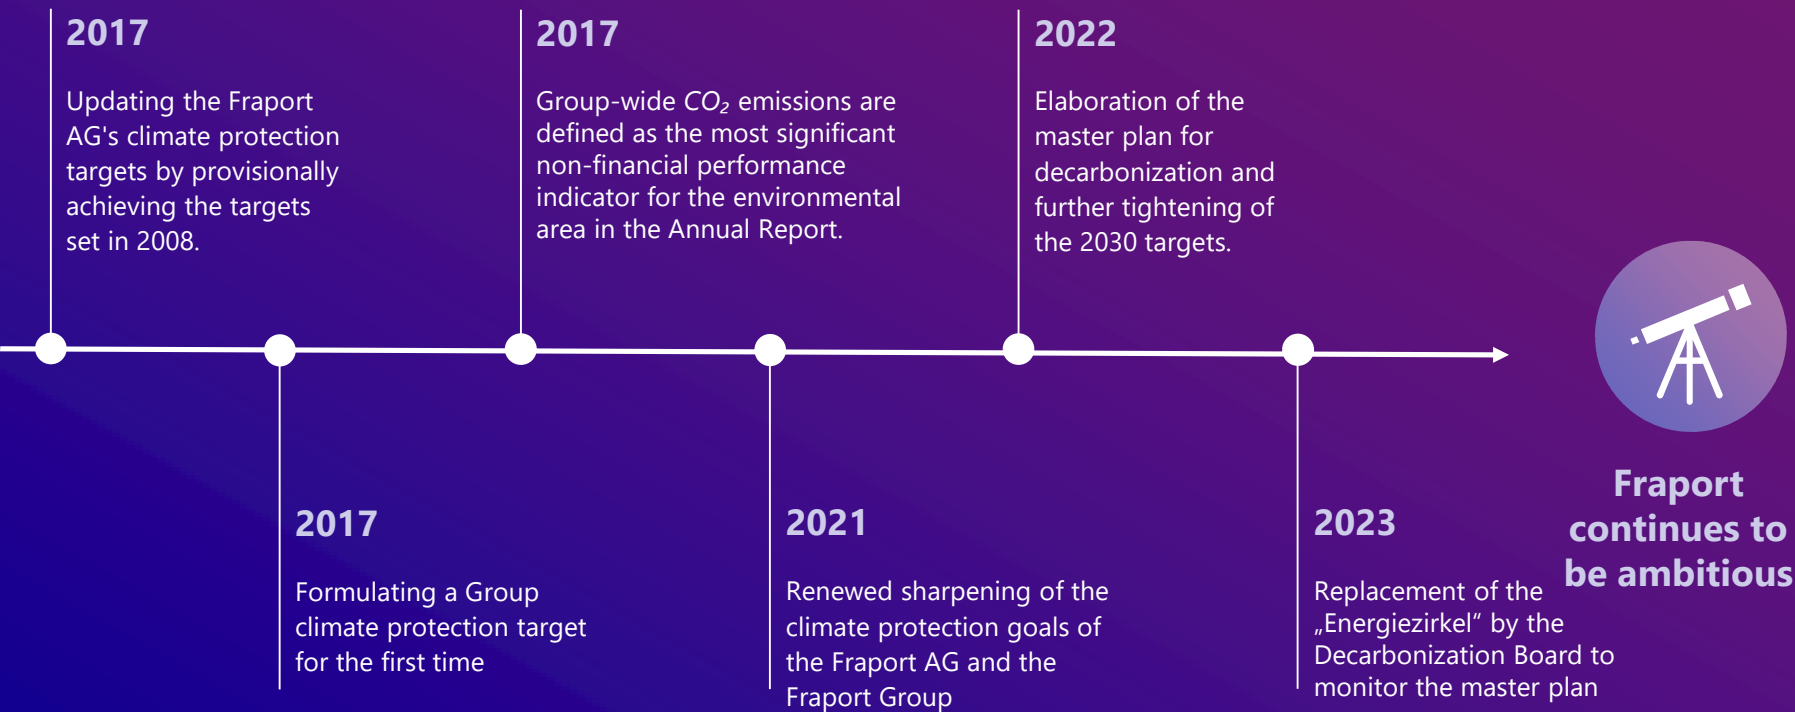 2017
Updating the Fraport
AG's climate protection
targets by provisionally
achieving the targets
set in 2008.
2017
Formulating a Group
climate protection target
for the first time
2017
Group-wide CO₂ emissions are
defined as the most significant
non-financial performance
indicator for the environmental
area in the Annual Report.
2021
Renewed sharpening of the
climate protection goals of
the Fraport AG and the
Fraport Group
2022
Elaboration of the
master plan for
decarbonization and
further tightening of
the 2030 targets.
2023
Replacement of the
„Energiezirkel“ by the
Decarbonization Board to
monitor the master plan
Fraport
continues to
be ambitious